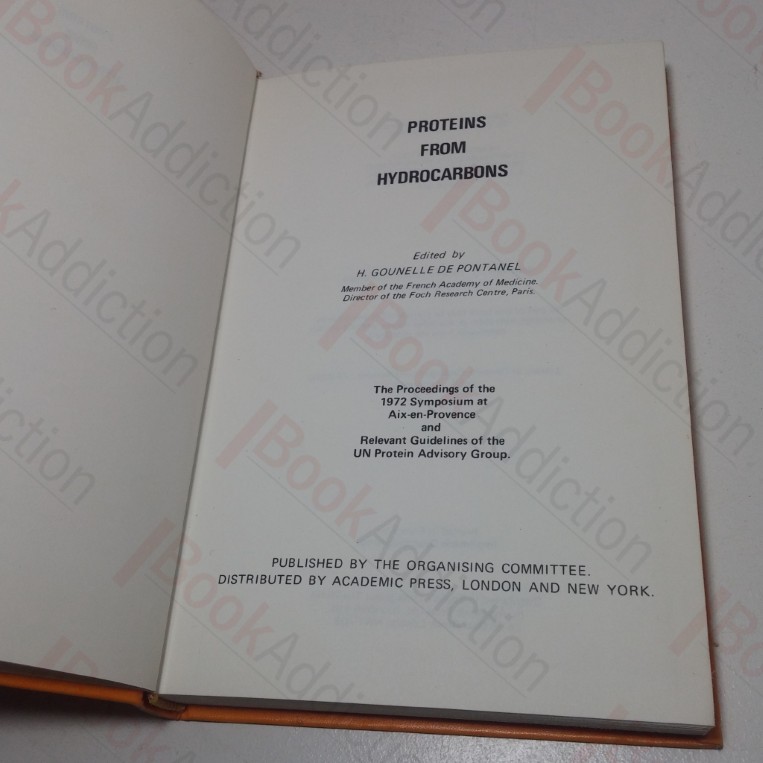 PROTEINS
FROM
HYDROCARBONS
Edited by
H. GOUNELLE DE PONTANEL
Member of the French Academy of Medicine.
Director of the Foch Research Centre, Paris.
The Proceedings of the
1972 Symposium at
Aix-en-Provence
and
Relevant Guidelines of the
UN Protein Advisory Group.
PUBLISHED BY THE ORGANISING COMMITTEE.
DISTRIBUTED BY ACADEMIC PRESS, LONDON AND NEW YORK.
BookAddiction